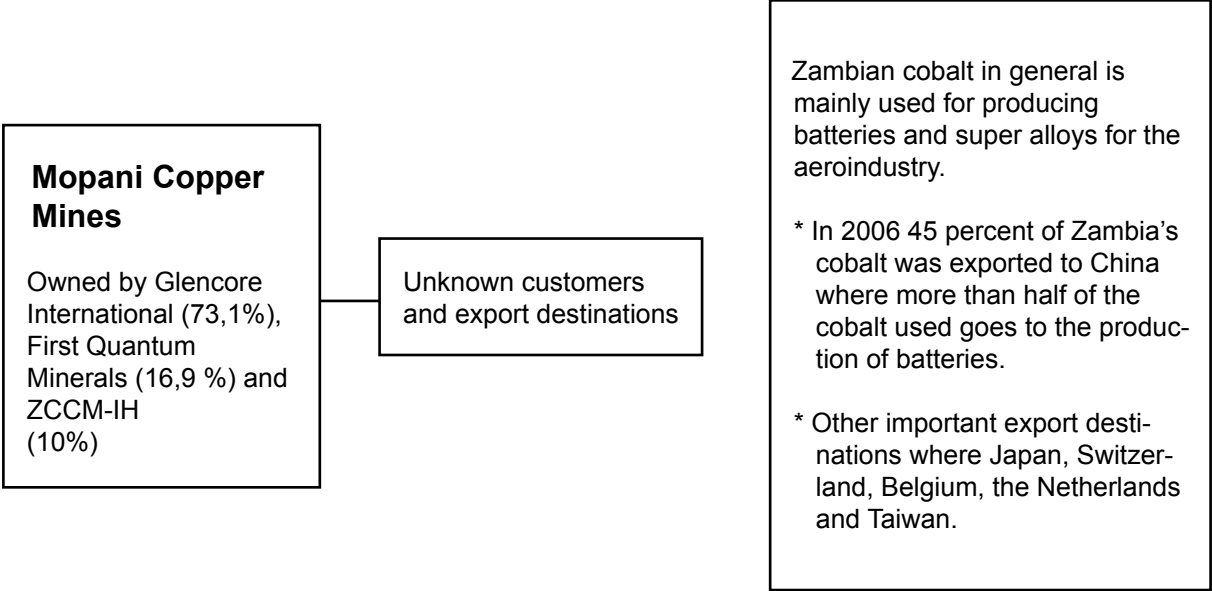 Mopani Copper
Mines
Owned by Glencore
International (73,1%),
First Quantum
Minerals (16,9 %) and
ZCCM-IH
(10%)
Unknown customers
and export destinations
Zambian cobalt in general is
mainly used for producing
batteries and super alloys for the
aeroindustry.
* In 2006 45 percent of Zambia’s
cobalt was exported to China
where more than half of the
cobalt used goes to the produc-
tion of batteries.
* Other important export desti-
nations where Japan, Switzer-
land, Belgium, the Netherlands
and Taiwan.